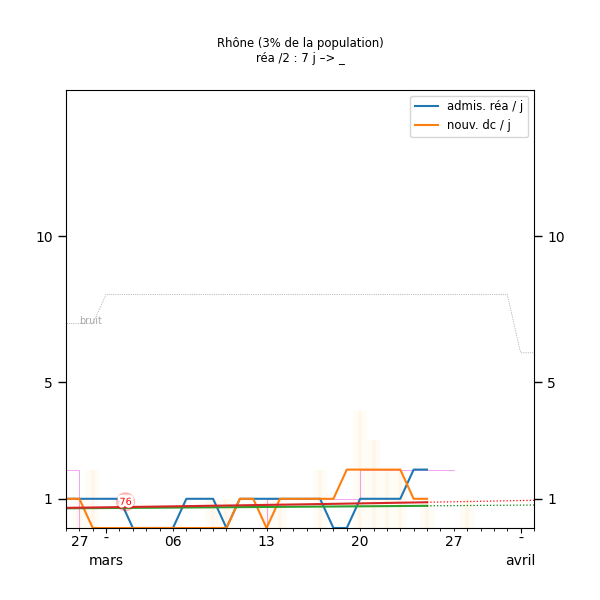 Rhône (3% de la population)
réa /2 : 7 j –> _
admis. réa / j
nouv. dc / j
10 10
bruit
5 5
76
1 1
27 - 06 13 20 27 -
mars avril